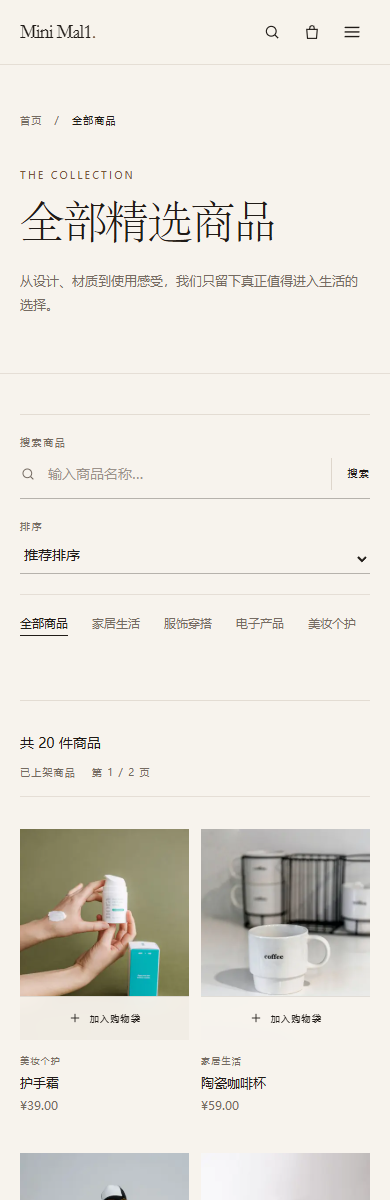 Mini Mal1.
首页 / 全部商品
THE COLLECTION
全部精选商品
从设计、材质到使用感受，我们只留下真正值得进入生活的
选择。
搜索商品
输入商品名称...
搜索
排序
推荐排序
全部商品 家居生活 服饰穿搭 电子产品 美妆个护
共 20 件商品
已上架商品 第 1 / 2 页
coffee
+ 加入购物袋
+ 加入购物袋
美妆个护
护手霜
¥39.00
家居生活
陶瓷咖啡杯
¥59.00